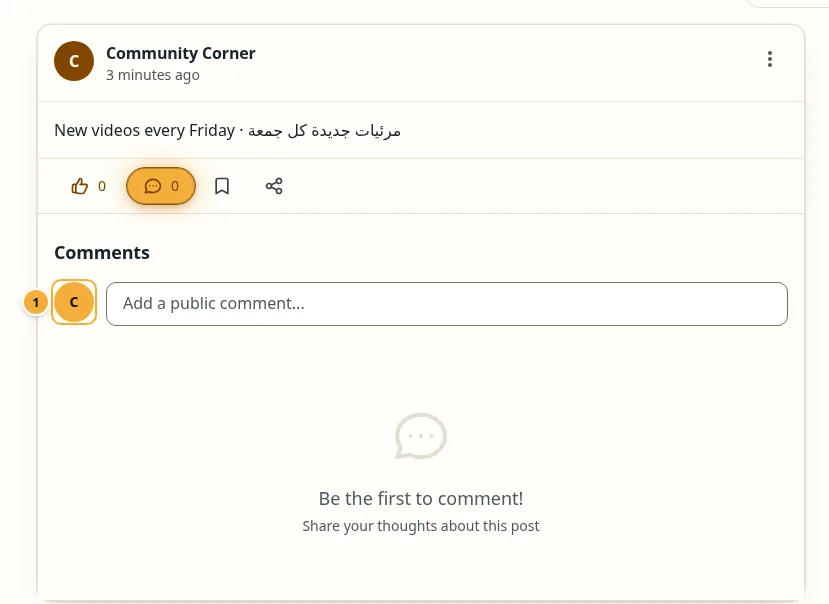 C
Community Corner
3 minutes ago
New videos every Friday · مرئيات جديدة كل جمعة
0
0
Comments
1
C
Add a public comment...
Be the first to comment!
Share your thoughts about this post